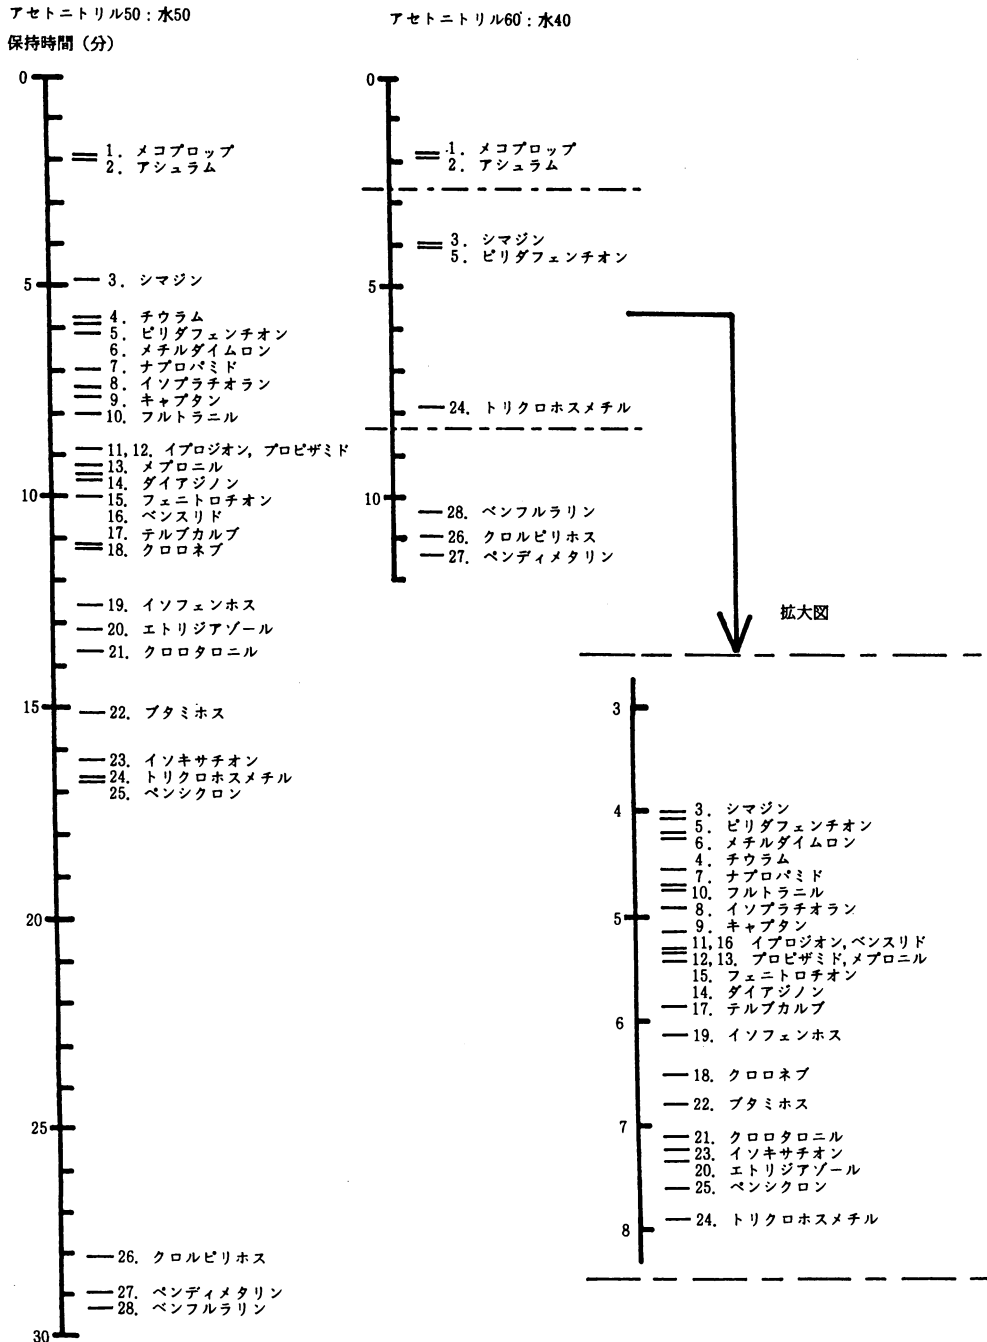 アセトニトリル50：水50
保持時間（分）
0
1. メコプロップ
2. アシュラム
3. シマジン
5
4. チウラム
5. ピリダフェンチオン
6. メチルダイムロン
7. ナプロパミド
8. イソプラチオラン
9. キャプタン
10. フルトラニル
11,12. イプロジオン, プロピザミド
13. メプロニル
14. ダイアジノン
10
15. フェニトロチオン
16. ベンスリド
17. テルブカルブ
18. クロロネブ
19. イソフェンホス
20. エトリジアゾール
21. クロロタロニル
15
22. ブタミホス
23. イソキサチオン
24. トリクロホスメチル
25. ペンシクロン
20
25
26. クロルピリホス
27. ペンディメタリン
28. ベンフルラリン
30
アセトニトリル60：水40
0
1. メコプロップ
2. アシュラム
3. シマジン
5. ピリダフェンチオン
5
24. トリクロホスメチル
10
28. ベンフルラリン
26. クロルピリホス
27. ペンディメタリン
拡大図
3
4
3. シマジン
5. ピリダフェンチオン
6. メチルダイムロン
4. チウラム
7. ナプロパミド
10. フルトラニル
8. イソプラチオラン
5
9. キャプタン
11,16 イプロジオン,ベンスリド
12,13. プロピザミド,メプロニル
15. フェニトロチオン
14. ダイアジノン
17. テルブカルブ
6
19. イソフェンホス
18. クロロネブ
22. ブタミホス
7
21. クロロタロニル
23. イソキサチオン
20. エトリジアゾール
25. ペンシクロン
24. トリクロホスメチル
8